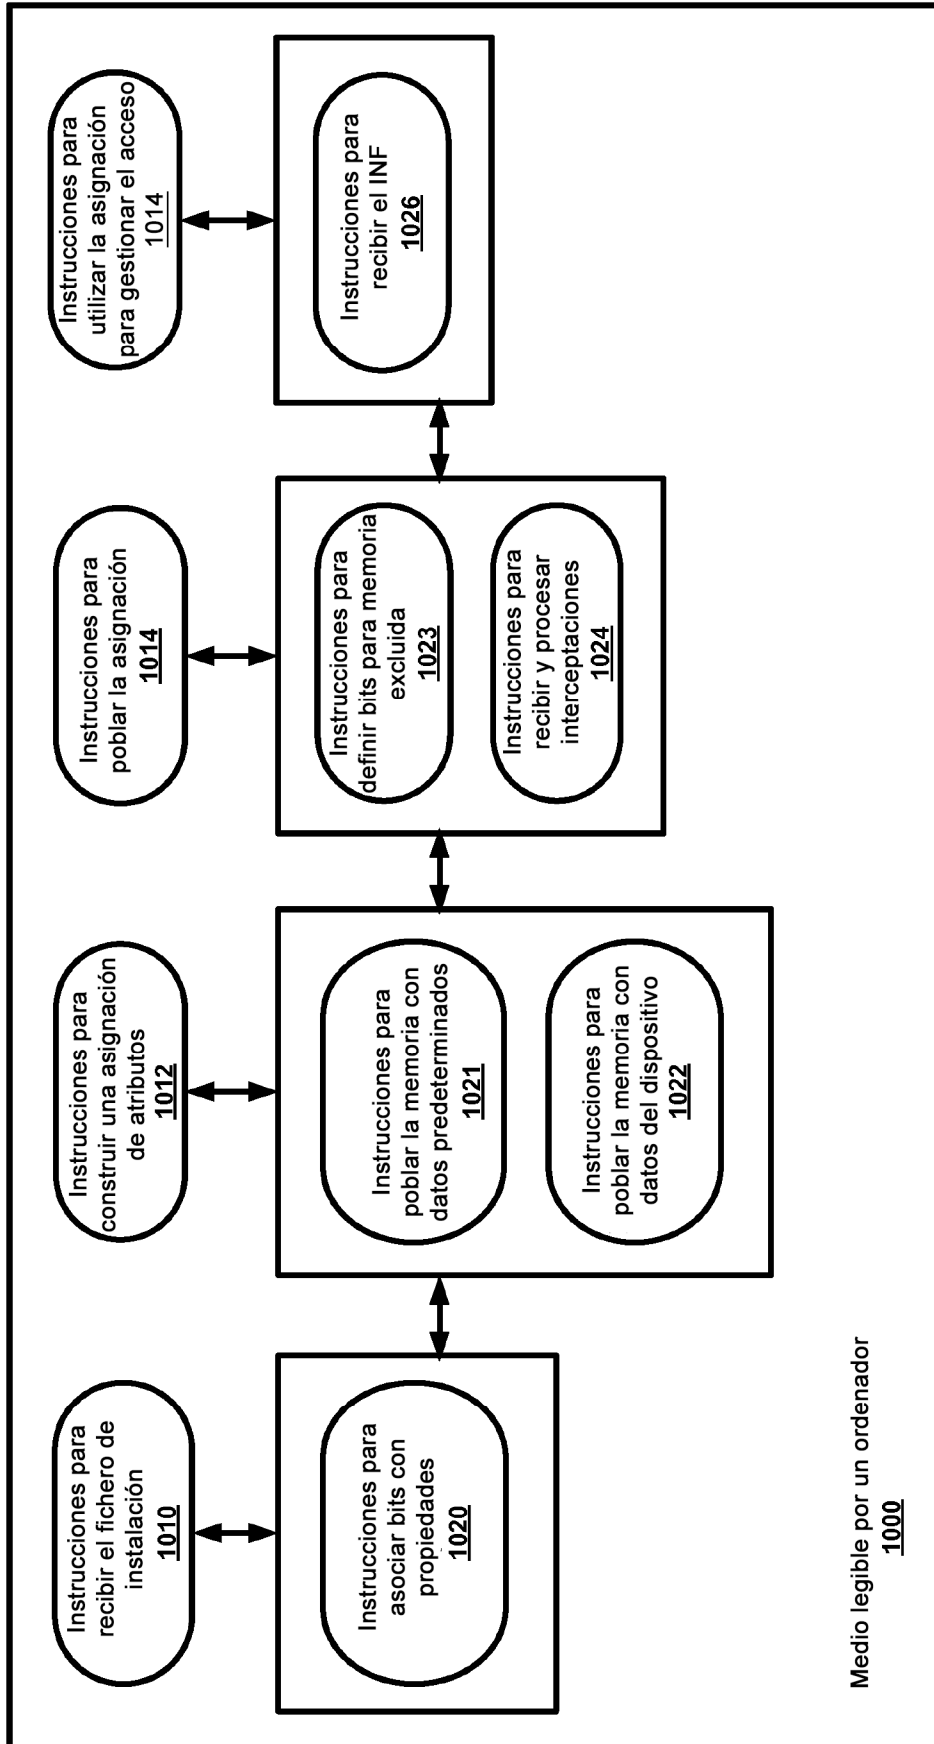 Instrucciones para
recibir el fichero de
instalación
1010
Instrucciones para
construir una asignación
de atributos
1012
Instrucciones para
poblar la asignación
1014
Instrucciones para
utilizar la asignación
para gestionar el acceso
1014
Instrucciones para
asociar bits con
propiedades
1020
Instrucciones para
poblar la memoria con
datos predeterminados
1021
Instrucciones para
poblar la memoria con
datos del dispositivo
1022
Instrucciones para
definir bits para memoria
excluida
1023
Instrucciones para
recibir y procesar
interceptaciones
1024
Instrucciones para
recibir el INF
1026
Medio legible por un ordenador
1000